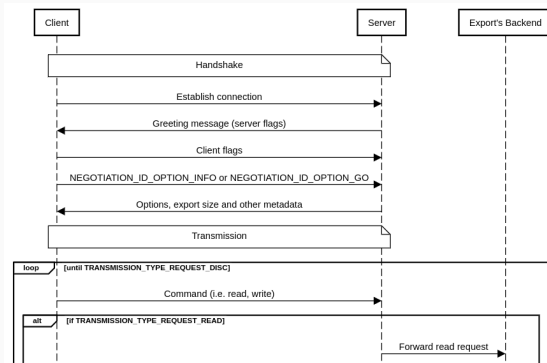 Client
Server
Export's Backend
Handshake
Establish connection
Greeting message (server flags)
Client flags
NEGOTIATION_ID_OPTION_INFO or NEGOTIATION_ID_OPTION_GO
Options, export size and other metadata
Transmission
loop [until TRANSMISSION_TYPE_REQUEST_DISC]
Command (i.e. read, write)
alt [if TRANSMISSION_TYPE_REQUEST_READ]
Forward read request